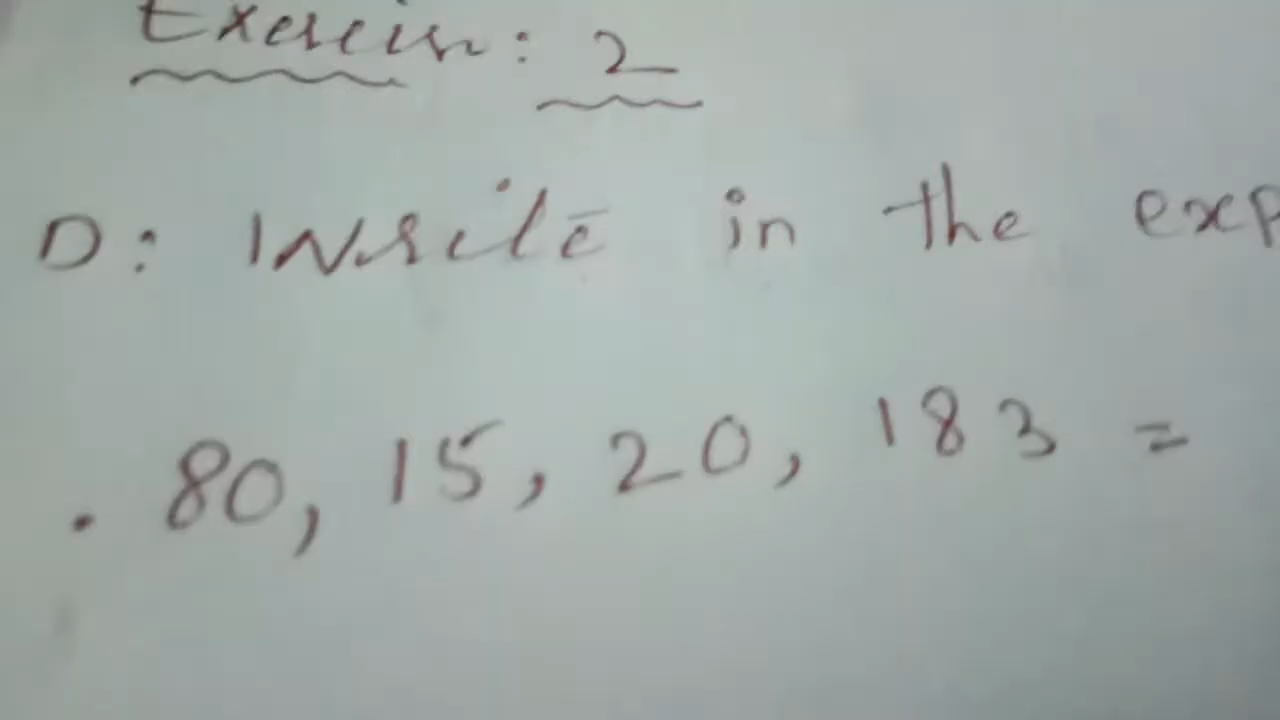 Exercise: 2
D: Write in the exp
. 80, 15, 20, 183 =